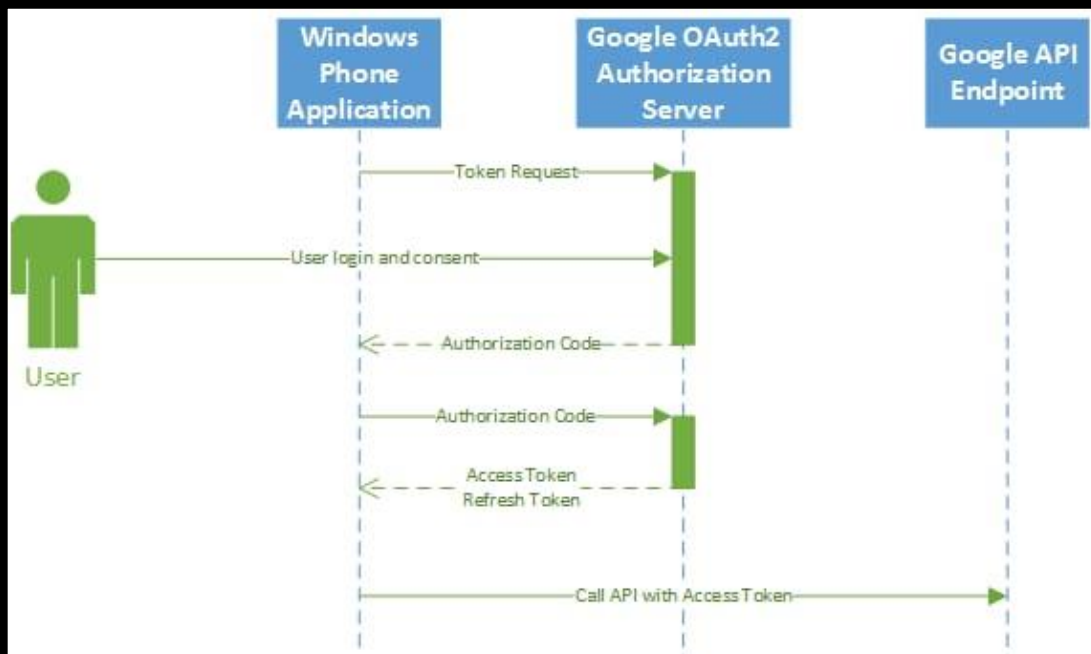 Windows
Phone
Application
Google OAuth2
Authorization
Server
Google API
Endpoint
Token Request
User login and consent
Authorization Code
User
Authorization Code
Access Token
Refresh Token
Call API with Access Token